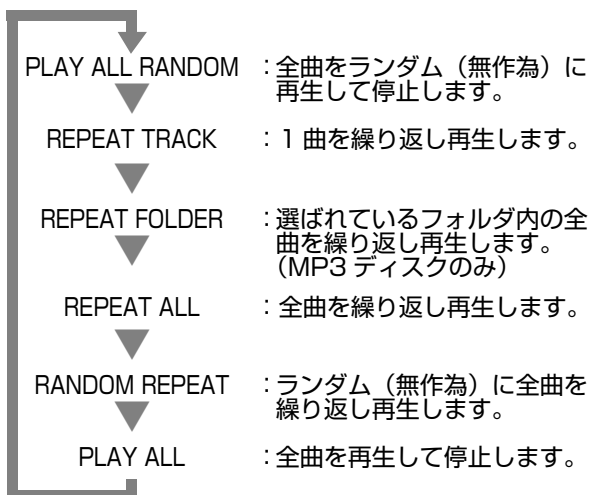 PLAY ALL RANDOM ：全曲をランダム（無作為）に
再生して停止します。
REPEAT TRACK ：1 曲を繰り返し再生します。
REPEAT FOLDER ：選ばれているフォルダ内の全
曲を繰り返し再生します。
（MP3 ディスクのみ）
REPEAT ALL ：全曲を繰り返し再生します。
RANDOM REPEAT ：ランダム（無作為）に全曲を
繰り返し再生します。
PLAY ALL ：全曲を再生して停止します。